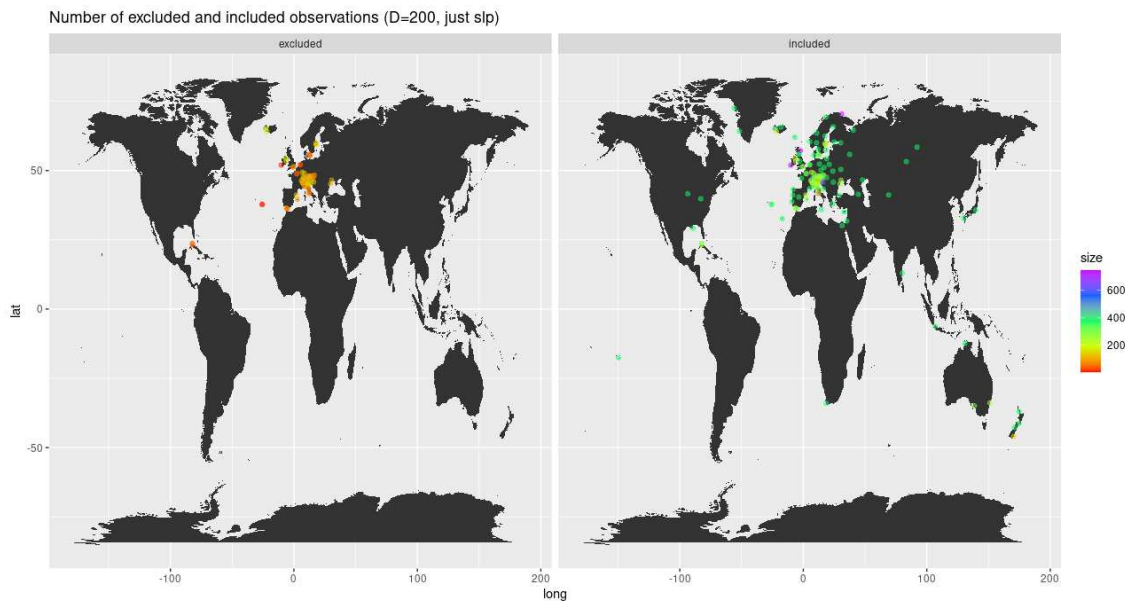 Number of excluded and included observations (D=200, just slp)
excluded included
50
0
-50
lat
-100 0 100 200 -100 0 100 200
long
size
600
400
200